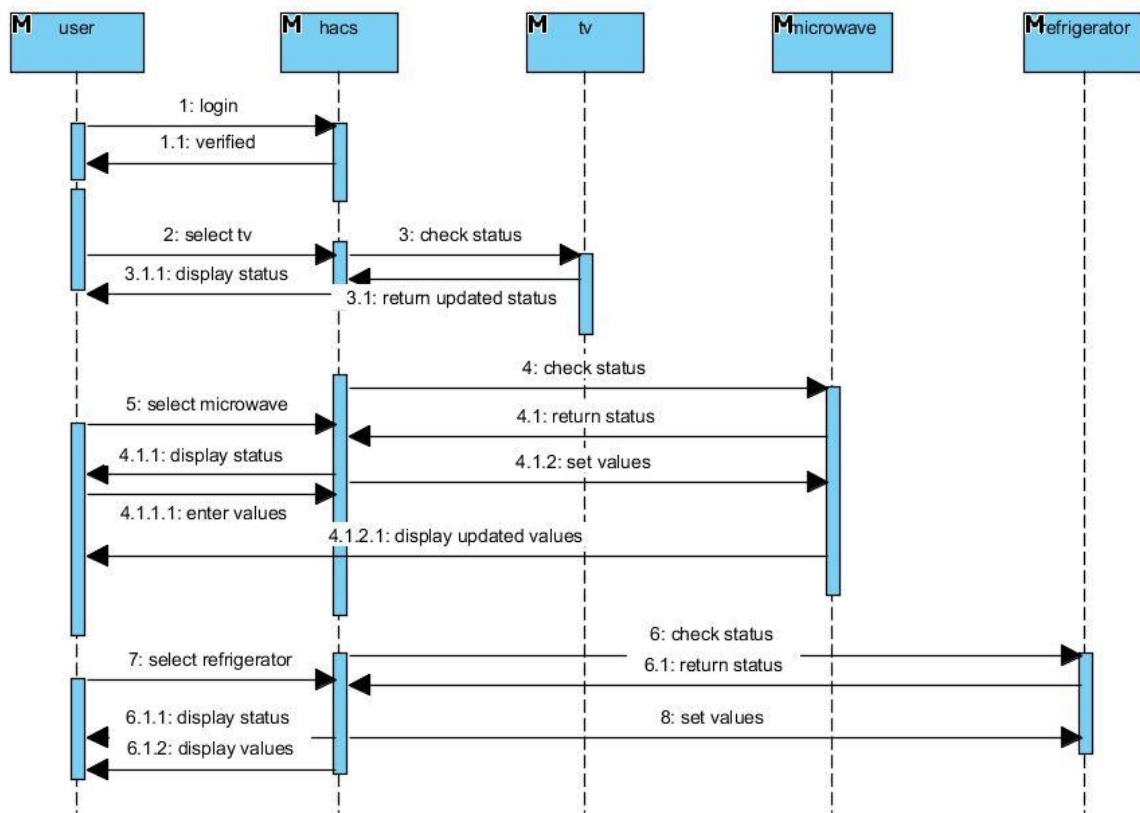 M user
M hacs
M tv
M microwave
M refrigerator
1: login
1.1: verified
2: select tv
3: check status
3.1.1: display status
3.1: return updated status
4: check status
5: select microwave
4.1: return status
4.1.1: display status
4.1.2: set values
4.1.1.1: enter values
4.1.2.1: display updated values
6: check status
7: select refrigerator
6.1: return status
6.1.1: display status
8: set values
6.1.2: display values